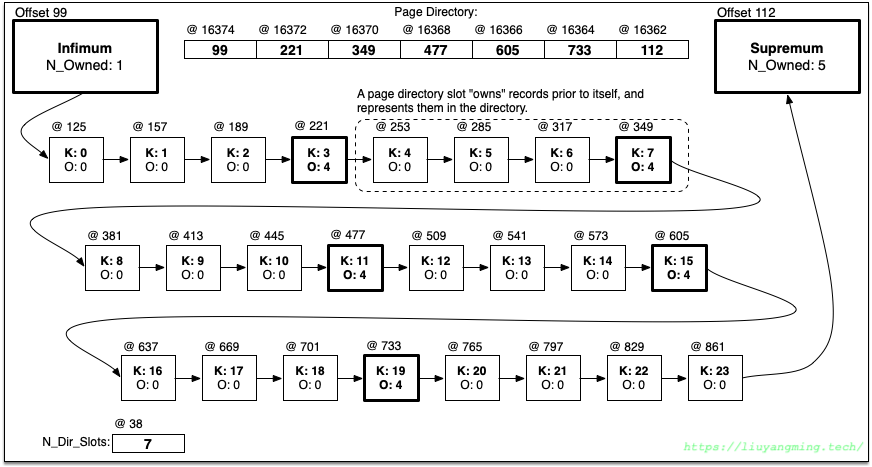 Offset 99
Page Directory:
Offset 112
Infimum
N_Owned: 1
@ 16374 @ 16372 @ 16370 @ 16368 @ 16366 @ 16364 @ 16362
99 221 349 477 605 733 112
Supremum
N_Owned: 5
A page directory slot "owns" records prior to itself, and
represents them in the directory.
@ 125 @ 157 @ 189 @ 221 @ 253 @ 285 @ 317 @ 349
K: 0 K: 1 K: 2 K: 3 K: 4 K: 5 K: 6 K: 7
O: 0 O: 0 O: 0 O: 4 O: 0 O: 0 O: 0 O: 4
@ 381 @ 413 @ 445 @ 477 @ 509 @ 541 @ 573 @ 605
K: 8 K: 9 K: 10 K: 11 K: 12 K: 13 K: 14 K: 15
O: 0 O: 0 O: 0 O: 4 O: 0 O: 0 O: 0 O: 4
@ 637 @ 669 @ 701 @ 733 @ 765 @ 797 @ 829 @ 861
K: 16 K: 17 K: 18 K: 19 K: 20 K: 21 K: 22 K: 23
O: 0 O: 0 O: 0 O: 4 O: 0 O: 0 O: 0 O: 0
@ 38
N_Dir_Slots: 7
https://liuyangming.tech/